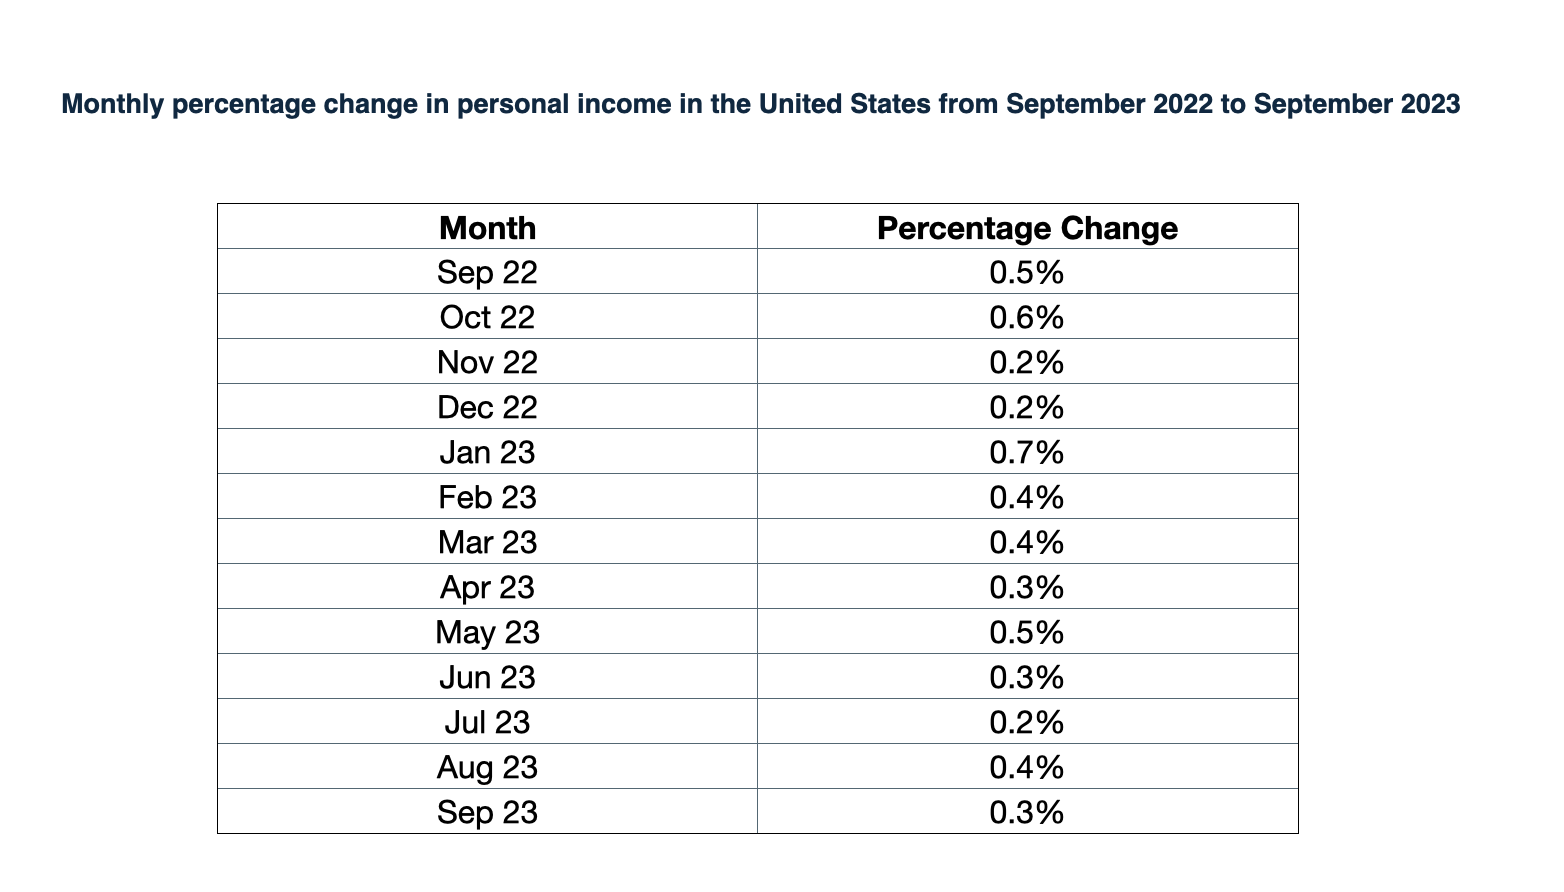 Monthly percentage change in personal income in the United States from September 2022 to September 2023
Month Percentage Change
Sep 22 0.5%
Oct 22 0.6%
Nov 22 0.2%
Dec 22 0.2%
Jan 23 0.7%
Feb 23 0.4%
Mar 23 0.4%
Apr 23 0.3%
May 23 0.5%
Jun 23 0.3%
Jul 23 0.2%
Aug 23 0.4%
Sep 23 0.3%